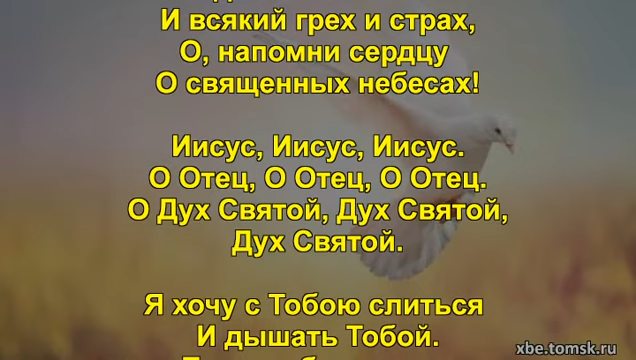 И всякий грех и страх,
О, напомни сердцу
О священных небесах!
Иисус, Иисус, Иисус.
О Отец, О Отец, О Отец.
О Дух Святой, Дух Святой,
Дух Святой.
Я хочу с Тобою слиться
И дышать Тобой.
xbe.tomsk.ru